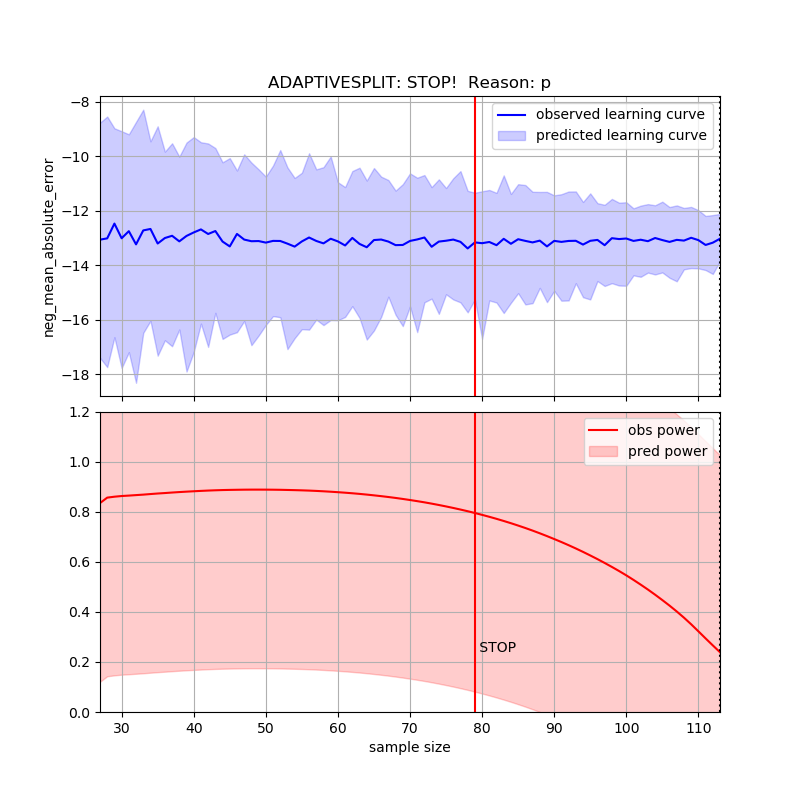 ADAPTIVESPLIT: STOP!  Reason: p
observed learning curve
predicted learning curve
neg_mean_absolute_error
−8
−10
−12
−14
−16
−18
obs power
pred power
STOP
1.2
1.0
0.8
0.6
0.4
0.2
0.0
30 40 50 60 70 80 90 100 110
sample size